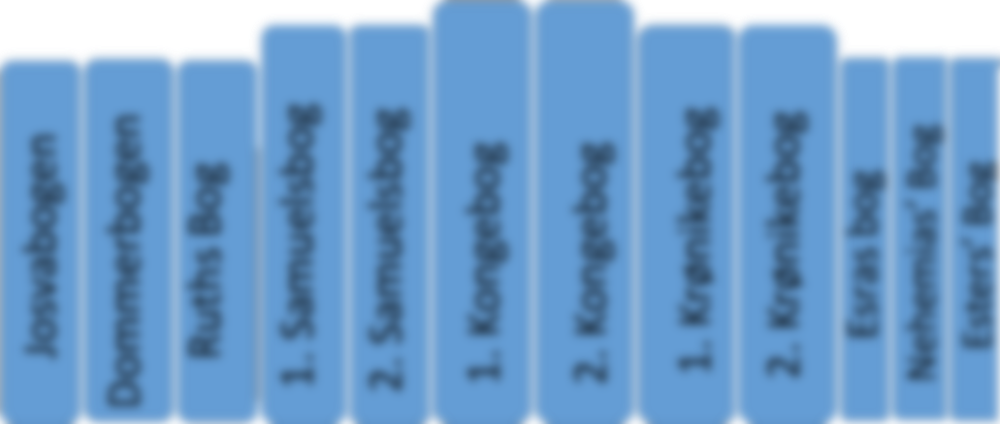 Josvabogen
Dommerbogen
Ruths Bog
1. Samuelsbog
2. Samuelsbog
1. Kongebog
2. Kongebog
1. Krønikebog
2. Krønikebog
Esras bog
Nehemias' Bog
Esters' Bog